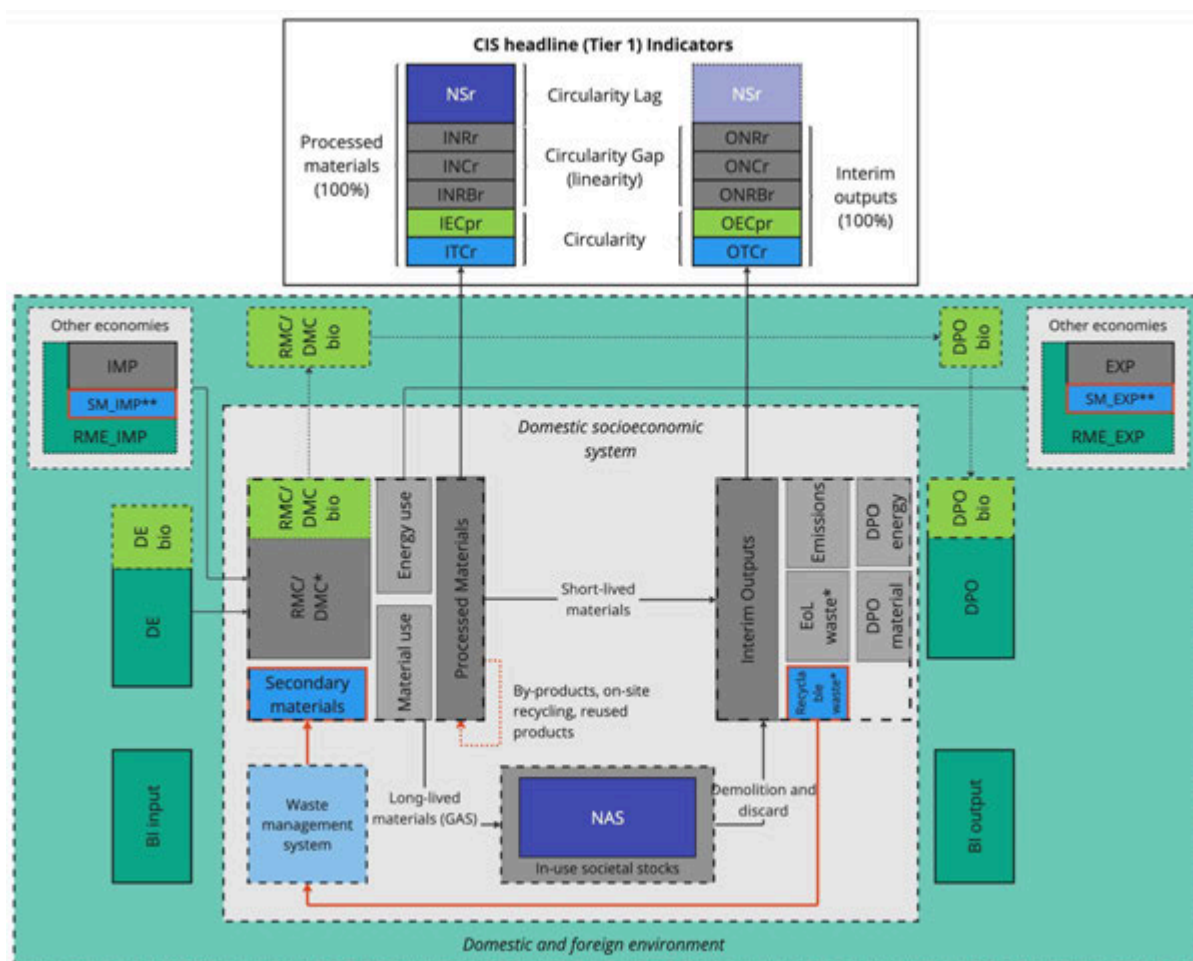 CIS headline (Tier 1) Indicators
NSr
INRr
INCr
INRBr
IECpr
ITCr
Processed
materials
(100%)
Circularity Lag
Circularity Gap
(linearity)
Circularity
NSr
ONRr
ONCr
ONRBr
OECpr
OTCr
Interim
outputs
(100%)
Other economies
IMP
SM_IMP**
RME_IMP
RMC/
DMC
bio
DPO
bio
Other economies
EXP
SM_EXP**
RME_EXP
Domestic socioeconomic
system
DE
bio
DE
RMC/
DMC
bio
RMC/
DMC*
Secondary
materials
Energy use
Material use
Processed Materials
Short-lived
materials
By-products, on-site
recycling, reused
products
Interim Outputs
Emissions
EoL
waste*
Recycla
ble
waste*
DPO
energy
DPO
material
DPO
bio
DPO
BI input
Waste
management
system
Long-lived
materials (GAS)
NAS
In-use societal stocks
Demolition and
discard
BI output
Domestic and foreign environment